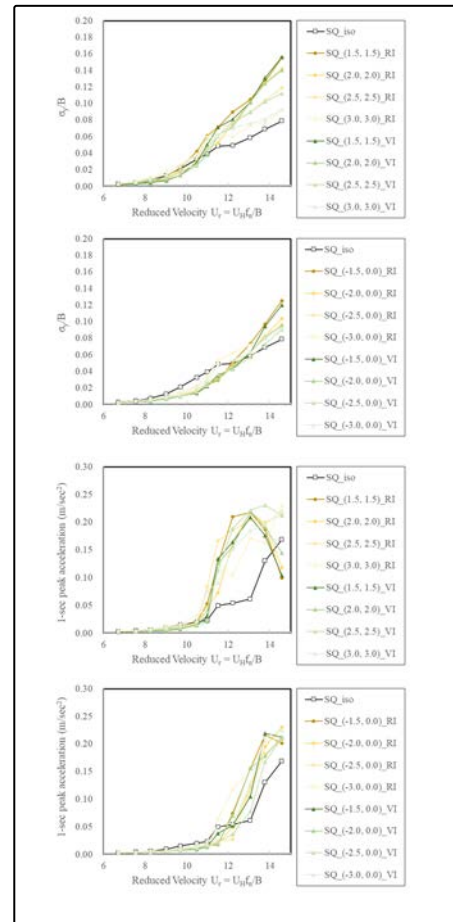 0.20
0.18
0.16
0.14
0.12
0.10
0.08
0.06
0.04
0.02
0.00
σy/B
6 8 10 12 14
Reduced Velocity Ur = UHfn/B
SQ_iso
SQ_(1.5, 1.5)_RI
SQ_(2.0, 2.0)_RI
SQ_(2.5, 2.5)_RI
SQ_(3.0, 3.0)_RI
SQ_(1.5, 1.5)_VI
SQ_(2.0, 2.0)_VI
SQ_(2.5, 2.5)_VI
SQ_(3.0, 3.0)_VI
0.20
0.18
0.16
0.14
0.12
0.10
0.08
0.06
0.04
0.02
0.00
σy/B
6 8 10 12 14
Reduced Velocity Ur = UHfn/B
SQ_iso
SQ_(-1.5, 0.0)_RI
SQ_(-2.0, 0.0)_RI
SQ_(-2.5, 0.0)_RI
SQ_(-3.0, 0.0)_RI
SQ_(-1.5, 0.0)_VI
SQ_(-2.0, 0.0)_VI
SQ_(-2.5, 0.0)_VI
SQ_(-3.0, 0.0)_VI
0.30
0.25
0.20
0.15
0.10
0.05
0.00
1-sec peak acceleration (m/sec²)
6 8 10 12 14
Reduced Velocity Ur = UHfn/B
SQ_iso
SQ_(1.5, 1.5)_RI
SQ_(2.0, 2.0)_RI
SQ_(2.5, 2.5)_RI
SQ_(3.0, 3.0)_RI
SQ_(1.5, 1.5)_VI
SQ_(2.0, 2.0)_VI
SQ_(2.5, 2.5)_VI
SQ_(3.0, 3.0)_VI
0.30
0.25
0.20
0.15
0.10
0.05
0.00
1-sec peak acceleration (m/sec²)
6 8 10 12 14
Reduced Velocity Ur = UHfn/B
SQ_iso
SQ_(-1.5, 0.0)_RI
SQ_(-2.0, 0.0)_RI
SQ_(-2.5, 0.0)_RI
SQ_(-3.0, 0.0)_RI
SQ_(-1.5, 0.0)_VI
SQ_(-2.0, 0.0)_VI
SQ_(-2.5, 0.0)_VI
SQ_(-3.0, 0.0)_VI